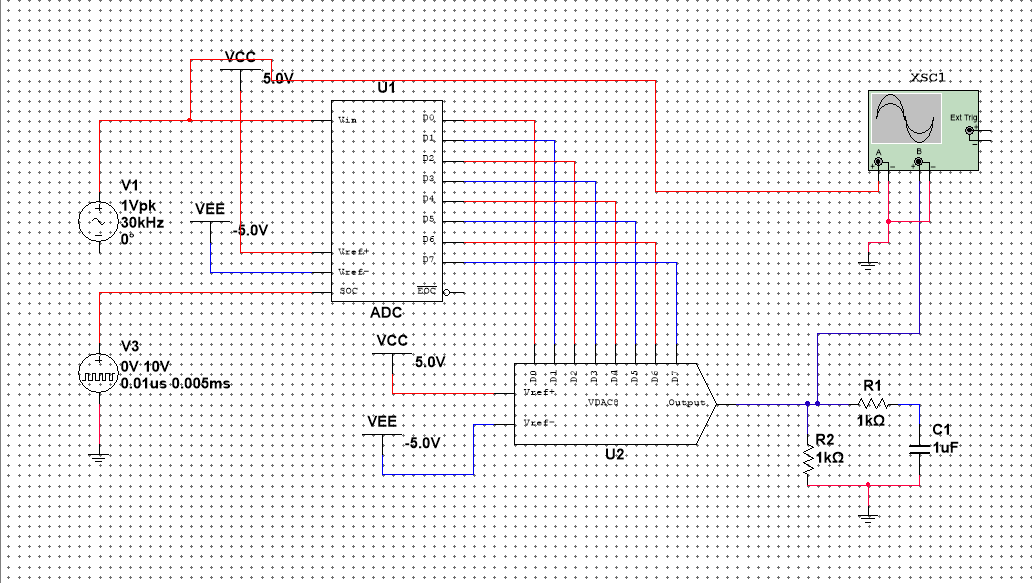 VCC
5.0V
U1
XSC1
Ext Trig
A
B
Vin
D0
D1
D2
D3
D4
D5
D6
D7
V1
1Vpk
30kHz
0°
VEE
-5.0V
Vref+
Vref-
SOC
EOC
ADC
V3
0V 10V
0.01us 0.005ms
VCC
5.0V
VEE
-5.0V
D0 D1 D2 D3 D4 D5 D6 D7
Vref+
VDAC8
Output
Vref-
U2
R1
1kΩ
R2
1kΩ
C1
1uF